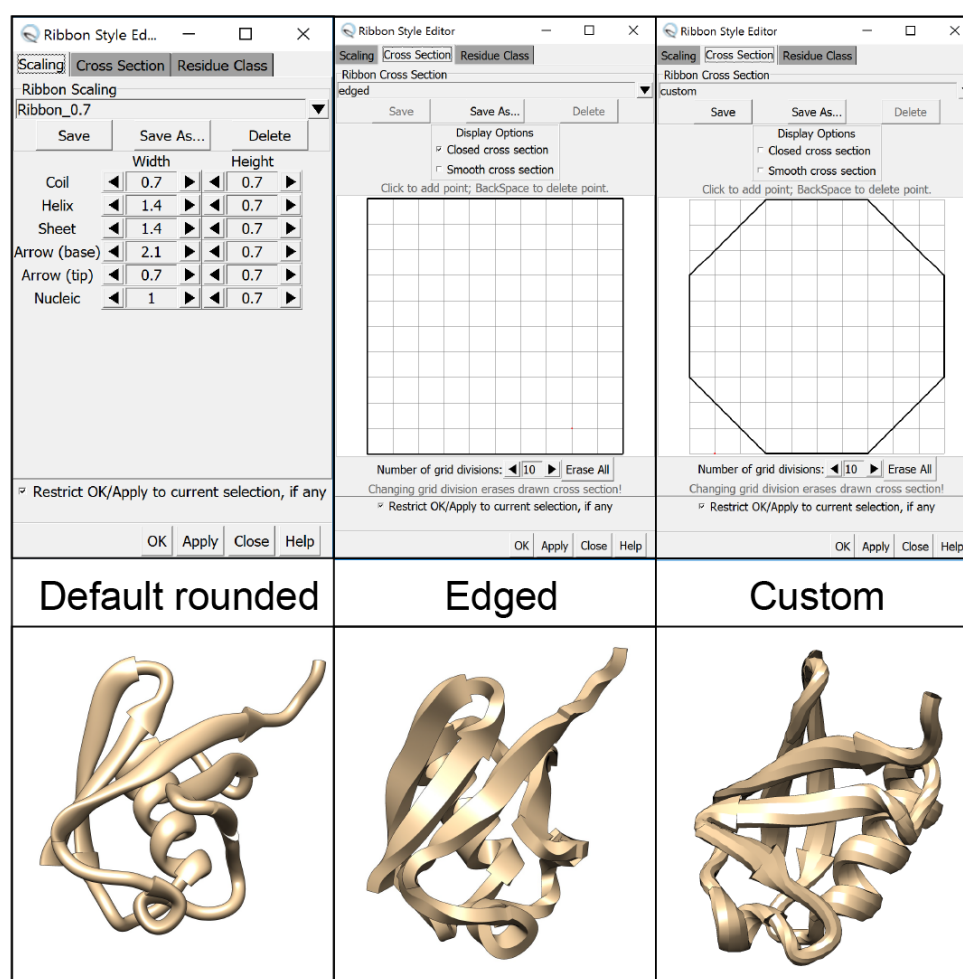 Ribbon Style Ed...
Scaling Cross Section Residue Class
Ribbon Scaling
Ribbon_0.7
Save Save As... Delete
Width Height
Coil 0.7 0.7
Helix 1.4 0.7
Sheet 1.4 0.7
Arrow (base) 2.1 0.7
Arrow (tip) 0.7 0.7
Nucleic 1 0.7
Restrict OK/Apply to current selection, if any
OK Apply Close Help
Ribbon Style Editor
Scaling Cross Section Residue Class
Ribbon Cross Section
edged
Save Save As... Delete
Display Options
Closed cross section
Smooth cross section
Click to add point; BackSpace to delete point.
Number of grid divisions: 10 Erase All
Changing grid division erases drawn cross section!
Restrict OK/Apply to current selection, if any
OK Apply Close Help
Ribbon Style Editor
Scaling Cross Section Residue Class
Ribbon Cross Section
custom
Save Save As... Delete
Display Options
Closed cross section
Smooth cross section
Click to add point; BackSpace to delete point.
Number of grid divisions: 10 Erase All
Changing grid division erases drawn cross section!
Restrict OK/Apply to current selection, if any
OK Apply Close Help
Default rounded
Edged
Custom